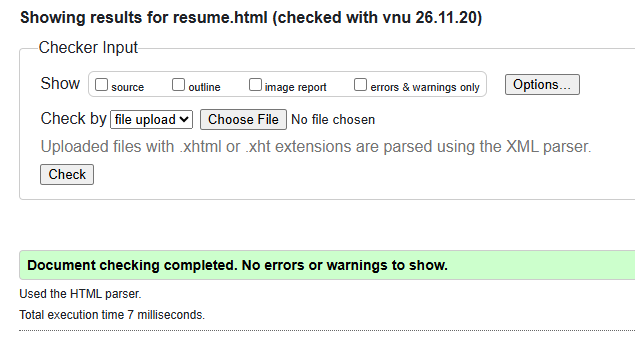 Showing results for resume.html (checked with vnu 26.11.20)
Checker Input
Show source outline image report errors & warnings only Options...
Check by file upload Choose File No file chosen
Uploaded files with .xhtml or .xht extensions are parsed using the XML parser.
Check
Document checking completed. No errors or warnings to show.
Used the HTML parser.
Total execution time 7 milliseconds.